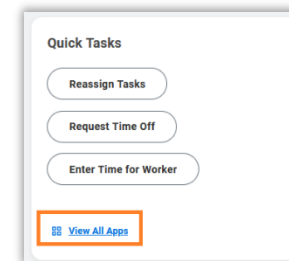 Quick Tasks
Reassign Tasks
Request Time Off
Enter Time for Worker
View All Apps